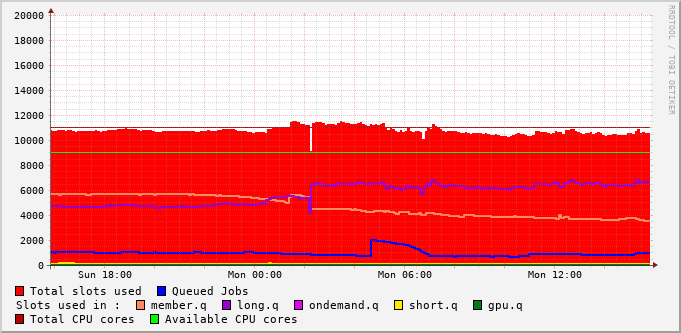 20000
18000
16000
14000
12000
10000
8000
6000
4000
2000
0
Sun 18:00 Mon 00:00 Mon 06:00 Mon 12:00
RRDTOOL / TOBI OETIKER
Total slots used Queued Jobs
Slots used in : member.q long.q ondemand.q short.q gpu.q
Total CPU cores Available CPU cores